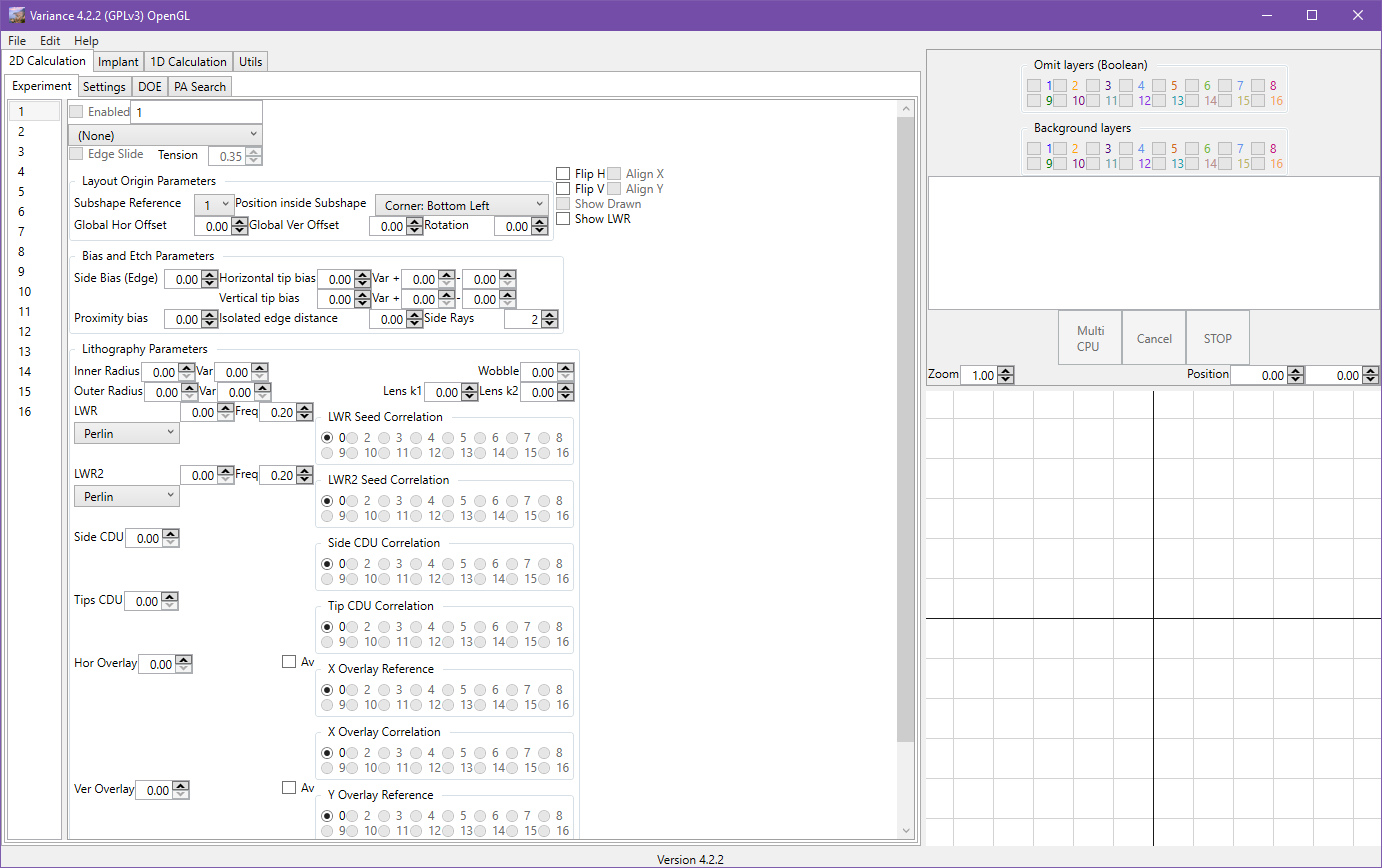 Variance 4.2.2 (GPLv3) OpenGL
File Edit Help
2D Calculation Implant 1D Calculation Utils
Experiment Settings DOE PA Search
1
2
3
4
5
6
7
8
9
10
11
12
13
14
15
16
Enabled 1
(None)
Edge Slide Tension 0.35
Layout Origin Parameters
Subshape Reference 1 Position inside Subshape Corner: Bottom Left
Global Hor Offset 0.00 Global Ver Offset 0.00 Rotation 0.00
Flip H Align X
Flip V Align Y
Show Drawn
Show LWR
Bias and Etch Parameters
Side Bias (Edge) 0.00 Horizontal tip bias 0.00 Var + 0.00 - 0.00
Vertical tip bias 0.00 Var + 0.00 - 0.00
Proximity bias 0.00 Isolated edge distance 0.00 Side Rays 2
Lithography Parameters
Inner Radius 0.00 Var 0.00 Wobble 0.00
Outer Radius 0.00 Var 0.00 Lens k1 0.00 Lens k2 0.00
LWR 0.00 Freq 0.20
Perlin
LWR Seed Correlation
0 2 3 4 5 6 7 8
9 10 11 12 13 14 15 16
LWR2 0.00 Freq 0.20
Perlin
LWR2 Seed Correlation
0 2 3 4 5 6 7 8
9 10 11 12 13 14 15 16
Side CDU 0.00
Side CDU Correlation
0 2 3 4 5 6 7 8
9 10 11 12 13 14 15 16
Tips CDU 0.00
Tip CDU Correlation
0 2 3 4 5 6 7 8
9 10 11 12 13 14 15 16
Hor Overlay 0.00 Av
X Overlay Reference
0 2 3 4 5 6 7 8
9 10 11 12 13 14 15 16
X Overlay Correlation
0 2 3 4 5 6 7 8
9 10 11 12 13 14 15 16
Ver Overlay 0.00 Av
Y Overlay Reference
0 2 3 4 5 6 7 8
9 10 11 12 13 14 15 16
Omit layers (Boolean)
1 2 3 4 5 6 7 8
9 10 11 12 13 14 15 16
Background layers
1 2 3 4 5 6 7 8
9 10 11 12 13 14 15 16
Multi
CPU
Cancel
STOP
Zoom 1.00 Position 0.00 0.00
Version 4.2.2